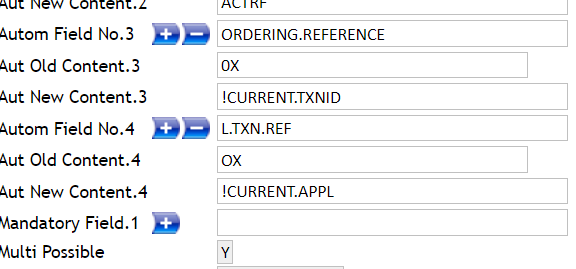 Aut New Content.2 ACTRF
Autom Field No.3 ORDERING.REFERENCE
Aut Old Content.3 0X
Aut New Content.3 !CURRENT.TXNID
Autom Field No.4 L.TXN.REF
Aut Old Content.4 OX
Aut New Content.4 !CURRENT.APPL
Mandatory Field.1
Multi Possible Y